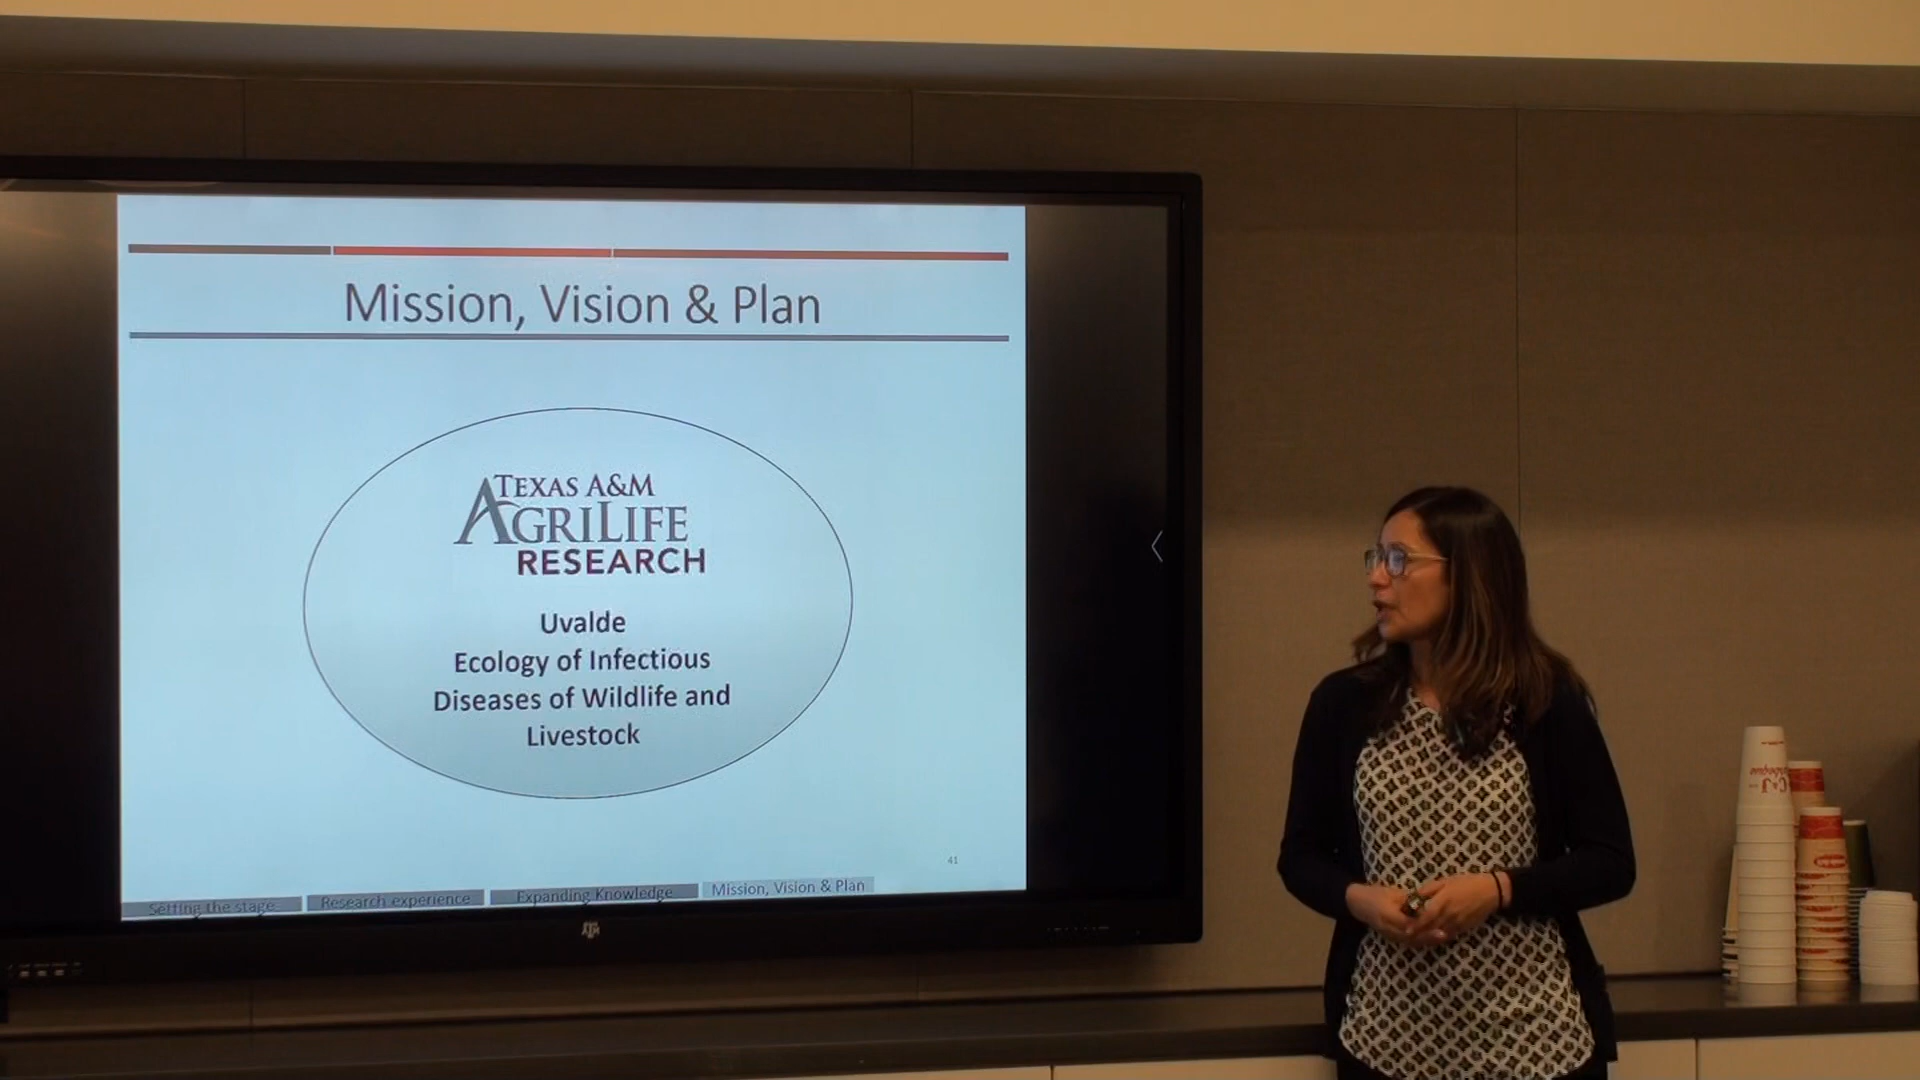 Mission, Vision & Plan
TEXAS A&M
AGRILIFE
RESEARCH
Uvalde
Ecology of Infectious
Diseases of Wildlife and
Livestock
41
Setting the stage
Research experience
Expanding Knowledge
Mission, Vision & Plan
ATM
C&J